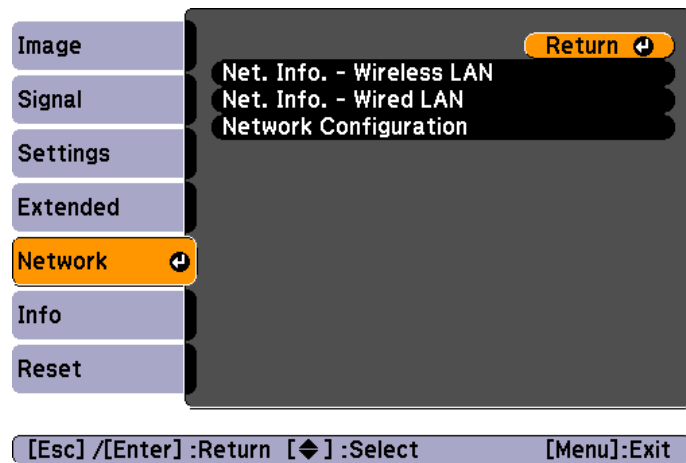 Image
Signal
Settings
Extended
Network
Info
Reset
Return
Net. Info. - Wireless LAN
Net. Info. - Wired LAN
Network Configuration
[Esc] /[Enter] :Return [◆] :Select [Menu]:Exit